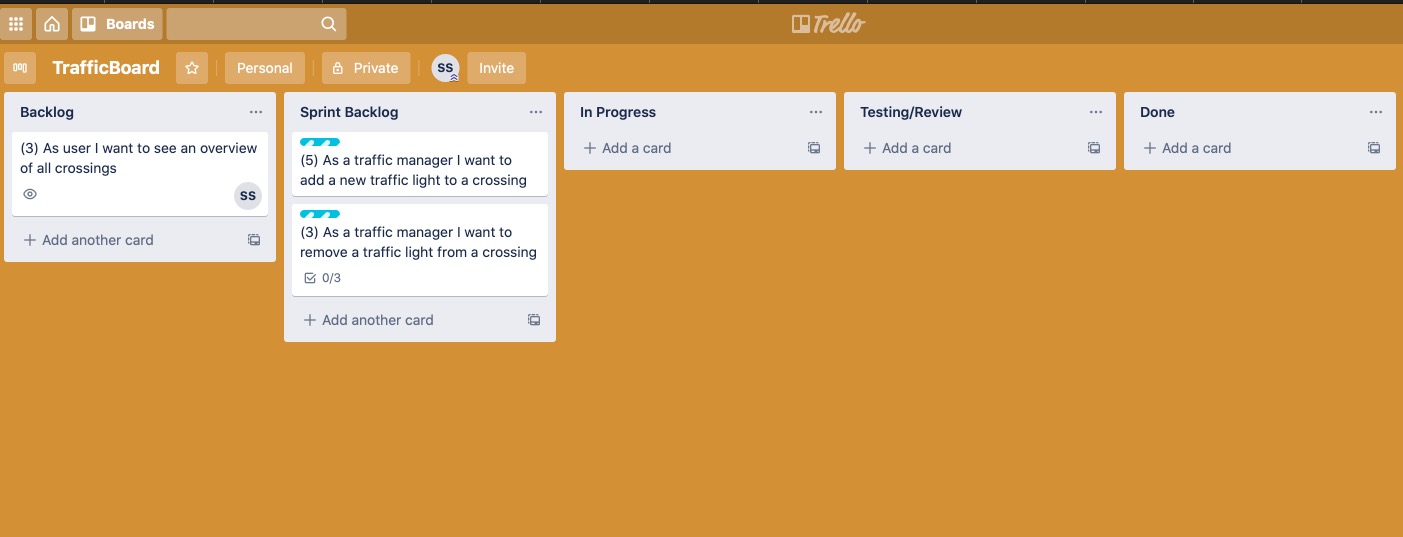 Boards
Trello
TrafficBoard
Personal
Private
SS
Invite
Backlog
(3) As user I want to see an overview
of all crossings
SS
Add another card
Sprint Backlog
(5) As a traffic manager I want to
add a new traffic light to a crossing
(3) As a traffic manager I want to
remove a traffic light from a crossing
0/3
Add another card
In Progress
Add a card
Testing/Review
Add a card
Done
Add a card